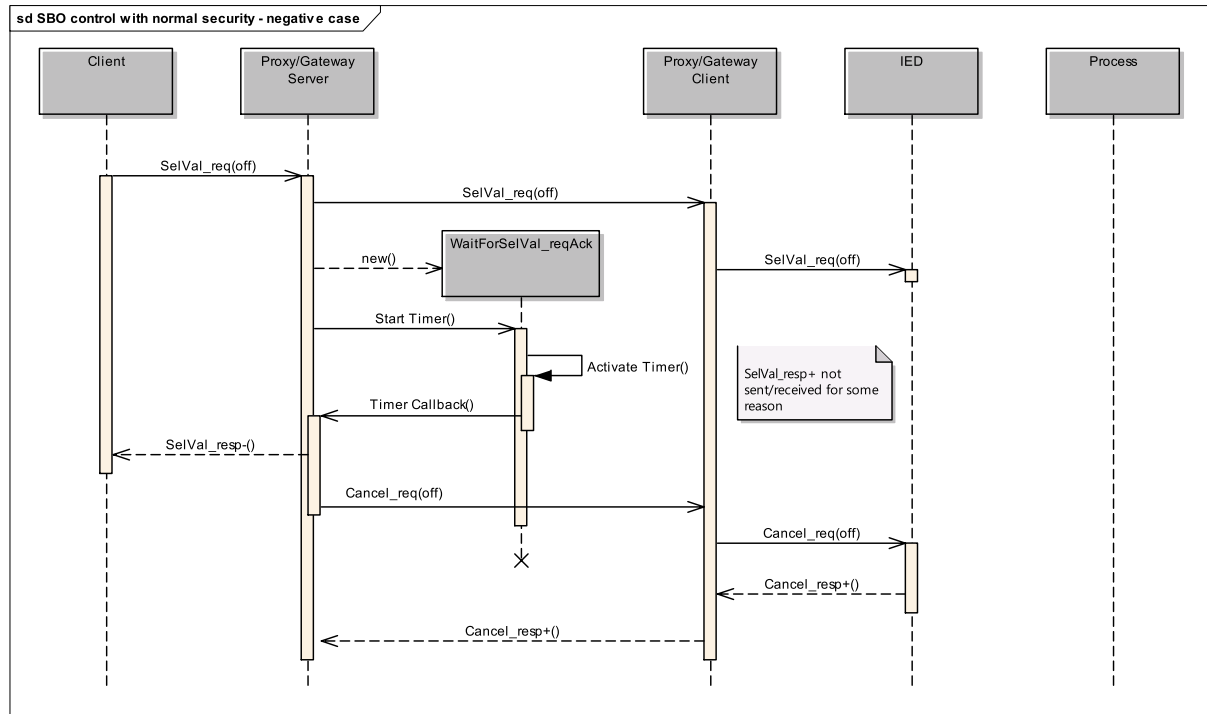 sd SBO control with normal security - negative case
Client
Proxy/Gateway
Server
Proxy/Gateway
Client
IED
Process
SelVal_req(off)
SelVal_req(off)
WaitForSelVal_reqAck
new()
SelVal_req(off)
Start Timer()
Activate Timer()
SelVal_resp+ not
sent/received for some
reason
Timer Callback()
SelVal_resp-()
Cancel_req(off)
Cancel_req(off)
Cancel_resp+()
Cancel_resp+()